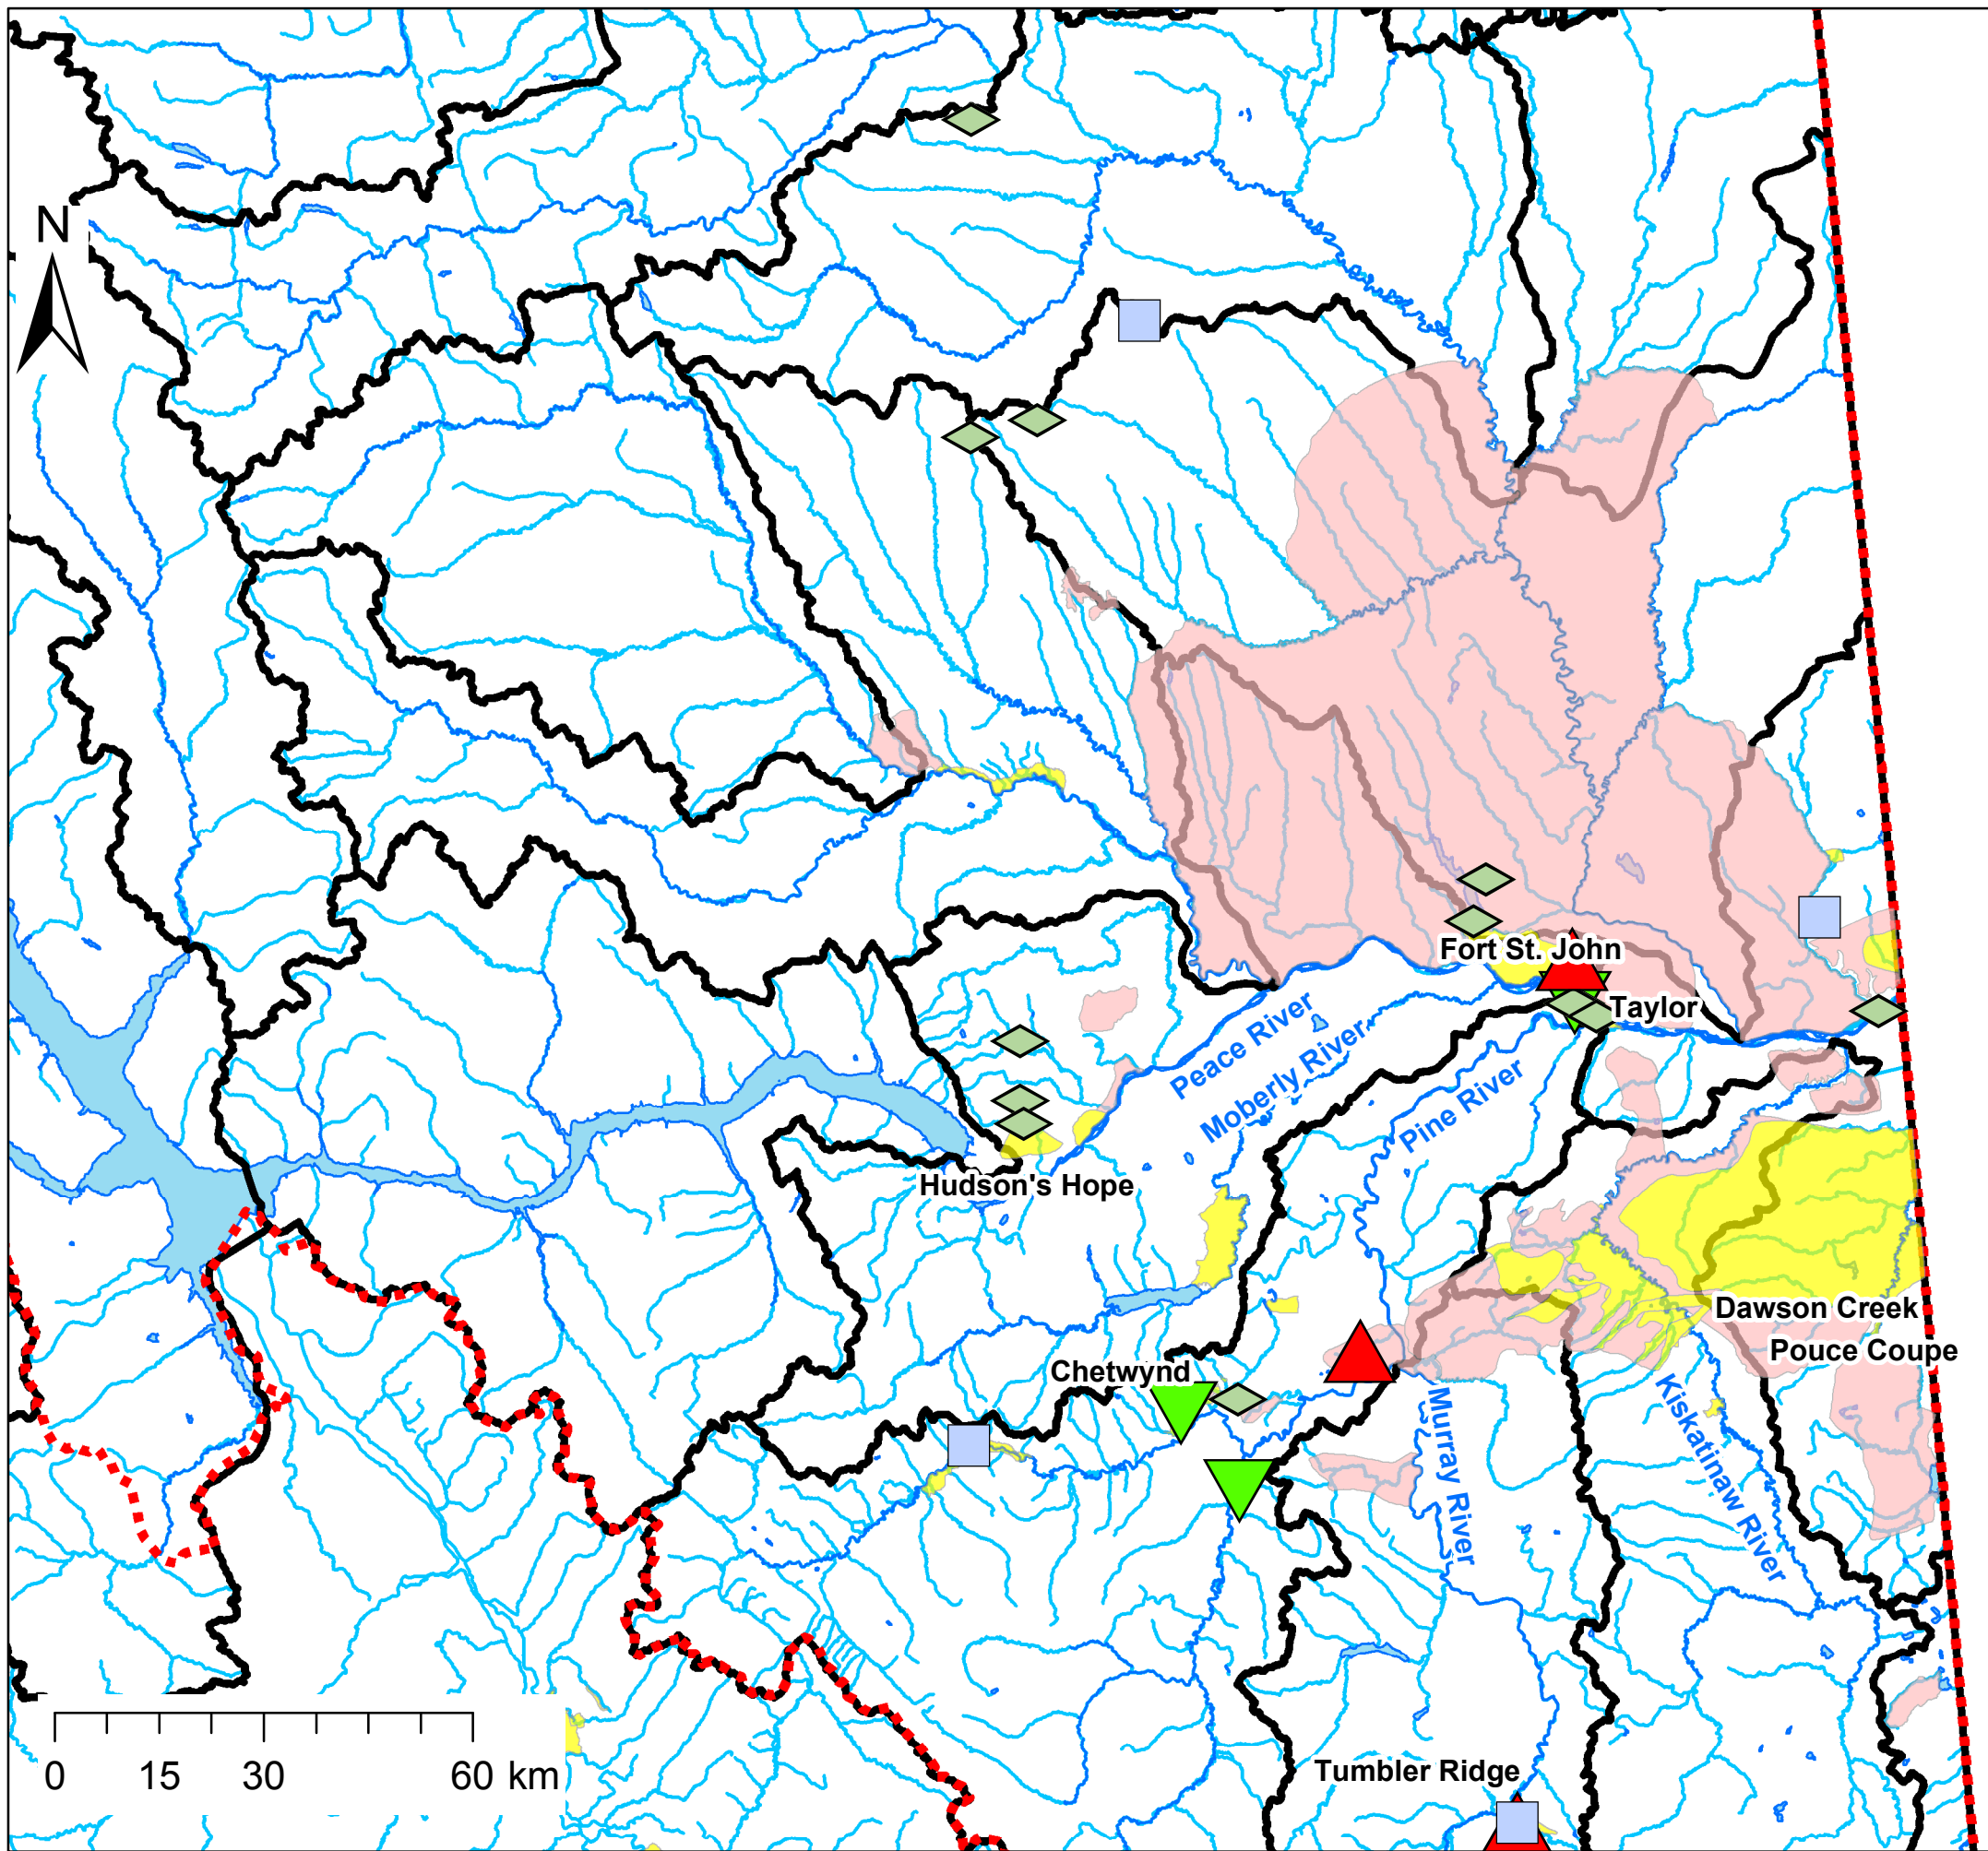 N
Fort St. John
Taylor
Peace River
Moberly River
Pine River
Hudson's Hope
Dawson Creek
Pouce Coupe
Chetwynd
Murray River
Kiskatinaw River
Tumbler Ridge
0 15 30 60 km